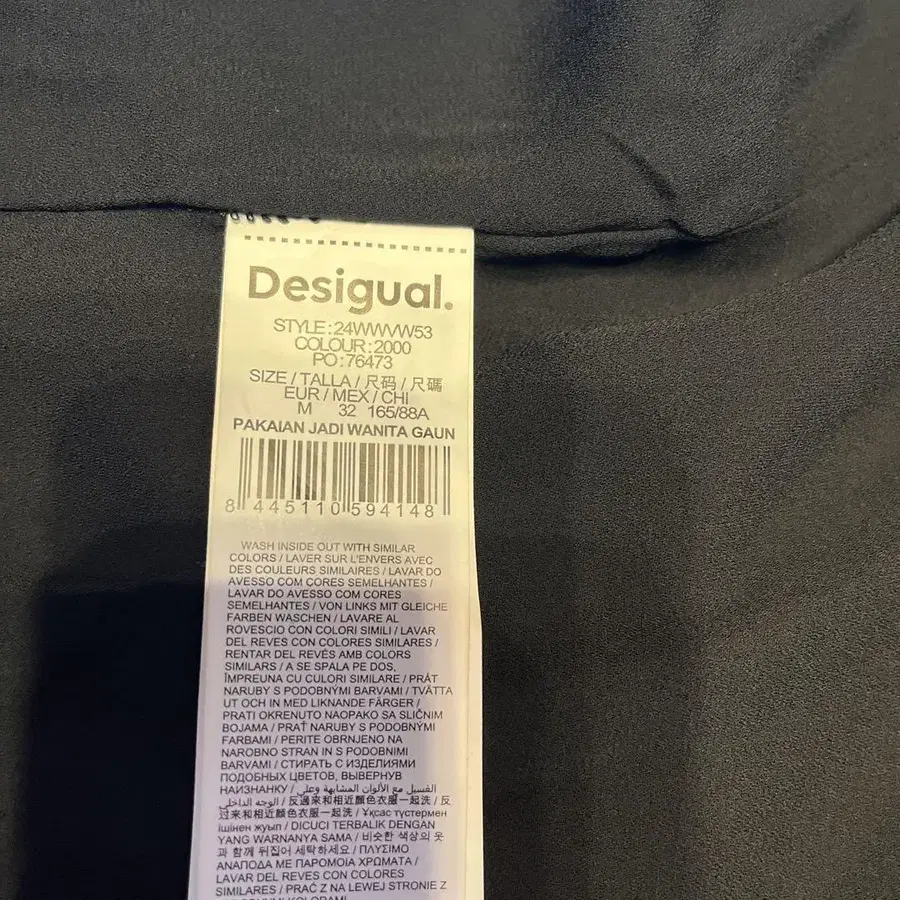 Desigual.
STYLE:24WWVW53
COLOUR:2000
PO:76473
SIZE / TALLA / 尺码 / 尺碼
EUR / MEX / CHI
M 32 165/88A
PAKAIAN JADI WANITA GAUN
8 445110 594148
WASH INSIDE OUT WITH SIMILAR
COLORS / LAVER SUR L'ENVERS AVEC
DES COULEURS SIMILAIRES / LAVAR DO
AVESSO COM CORES SEMELHANTES /
LAVAR DO AVESSO COM CORES
SEMELHANTES / VON LINKS MIT GLEICHE
FARBEN WASCHEN / LAVARE AL
ROVESCIO CON COLORI SIMILI / LAVAR
DEL REVES CON COLORES SIMILARES /
RENTAR DEL REVÉS AMB COLORS
SIMILARS / A SE SPALA PE DOS,
ÎMPREUNA CU CULORI SIMILARE / PRÁT
NARUBY S PODOBNÝMI BARVAMI / TVÄTTA
UT OCH IN MED LIKNANDE FÄRGER /
PRATI OKRENUTO NAOPAKO SA SLIČNIM
BOJAMA / PRAŤ NARUBY S PODOBNÝMI
FARBAMI / PERITE OBRNJENO NA
NAROBNO STRAN IN S PODOBNIMI
BARVAMI / СТИРАТЬ С ИЗДЕЛИЯМИ
ПОДОБНЫХ ЦВЕТОВ, ВЫВЕРНУВ
НАИЗНАНКУ / الغسيل مع الألوان المشابهة وعلى
الوجه الداخلي / 反過來和相近顏色衣服一起洗 / 反
过来和相近颜色衣服一起洗 / Ұқсас түстермен
ішінен жуып / DICUCI TERBALIK DENGAN
YANG WARNANYA SAMA / 비슷한 색상의 옷
과 함께 뒤집어 세탁하세요 / ΠΛΥΣΙΜΟ
ΑΝΑΠΟΔΑ ΜΕ ΠΑΡΟΜΟΙΑ ΧΡΩΜΑΤΑ /
LAVAR DEL REVES CON COLORES
SIMILARES / PRAĆ Z NA LEWEJ STRONIE Z